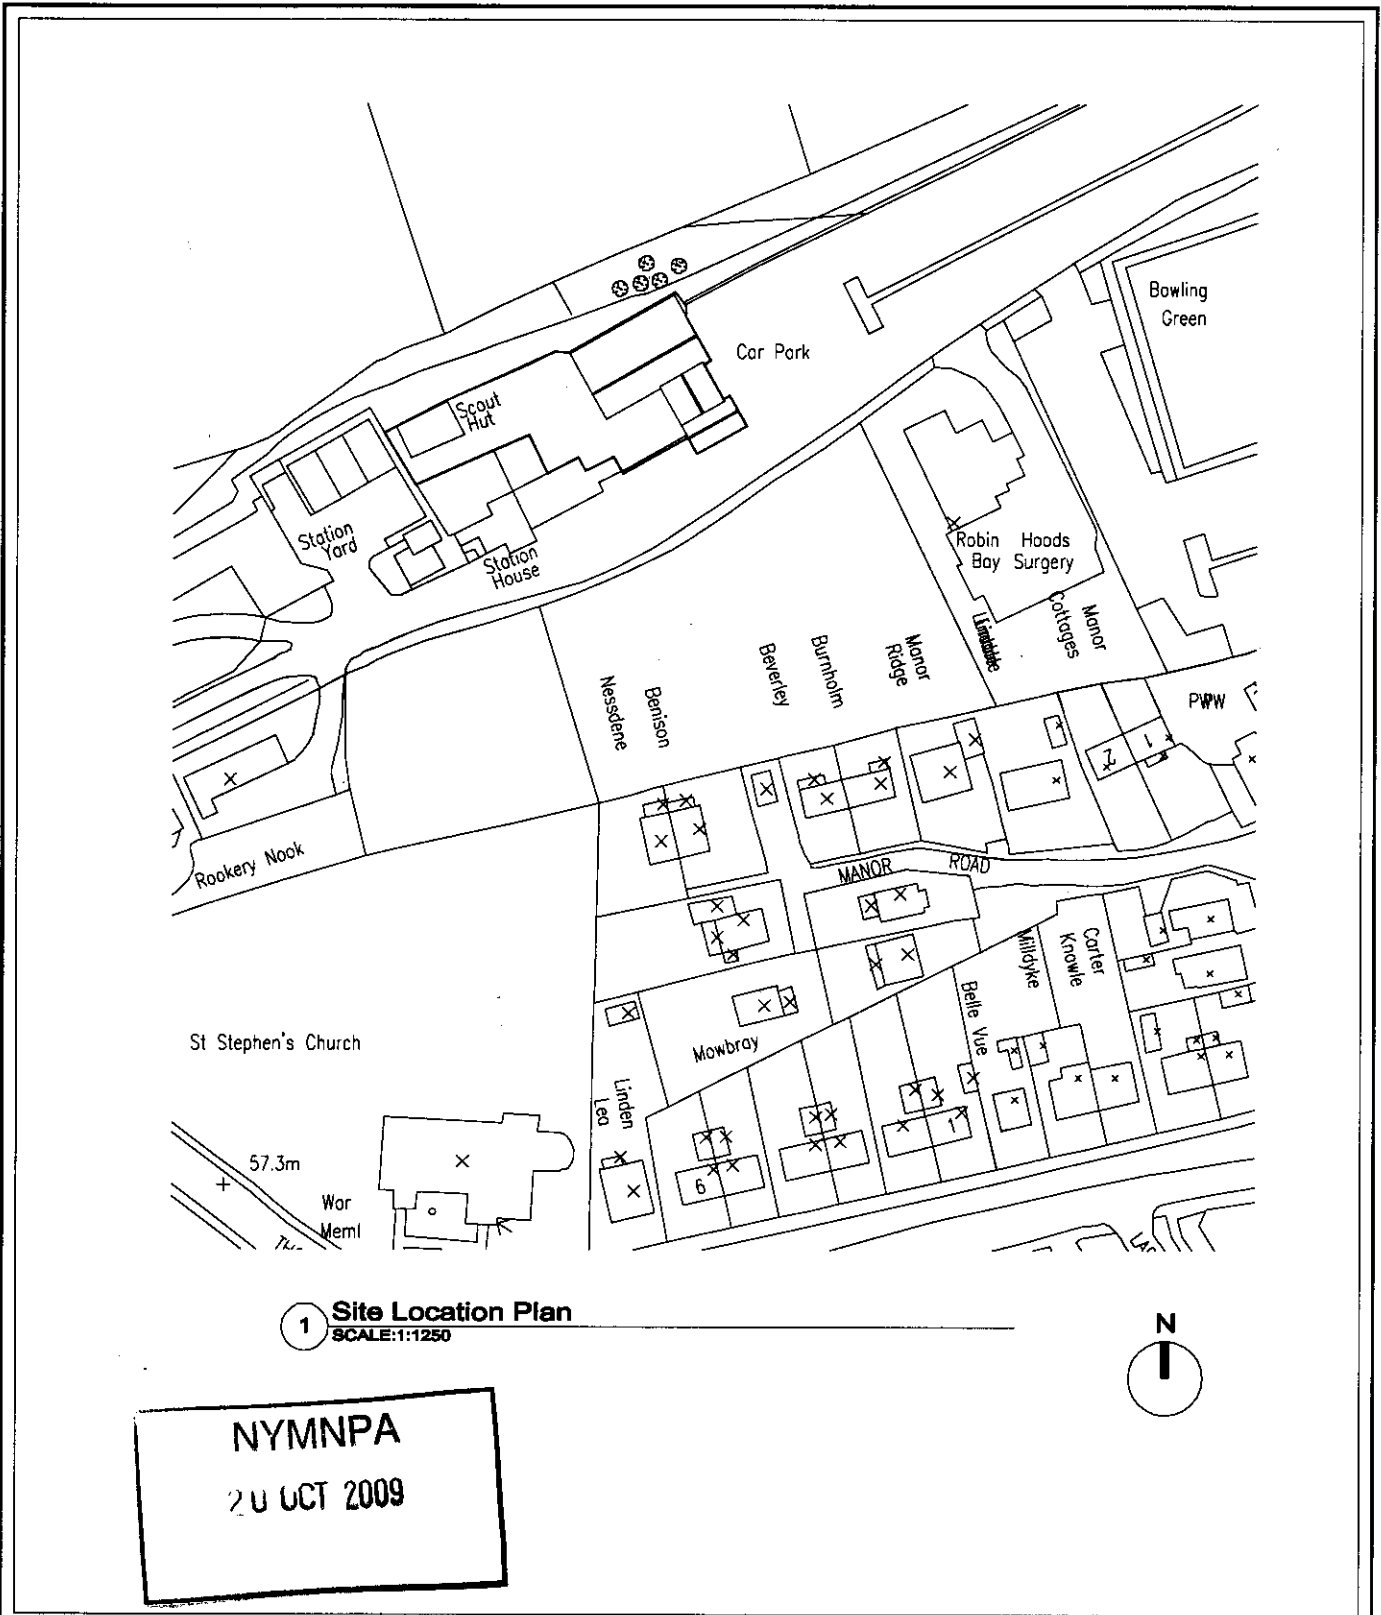 Bowling
Green
Car Park
Scout
Hut
Station
Yard
Station
House
Robin Hoods
Bay Surgery
Manor
Cottages
Manor
Ridge
Burnholm
Beverley
Benison
Nessdene
PWW
1
2
Rookery Nook
MANOR ROAD
Carter
Knowle
Milldyke
Belle Vue
Mowbray
St Stephen's Church
Linden
Lea
57.3m
Wor
Meml
6
1
1
Site Location Plan
SCALE:1:1250
N
NYMNPA
20 OCT 2009